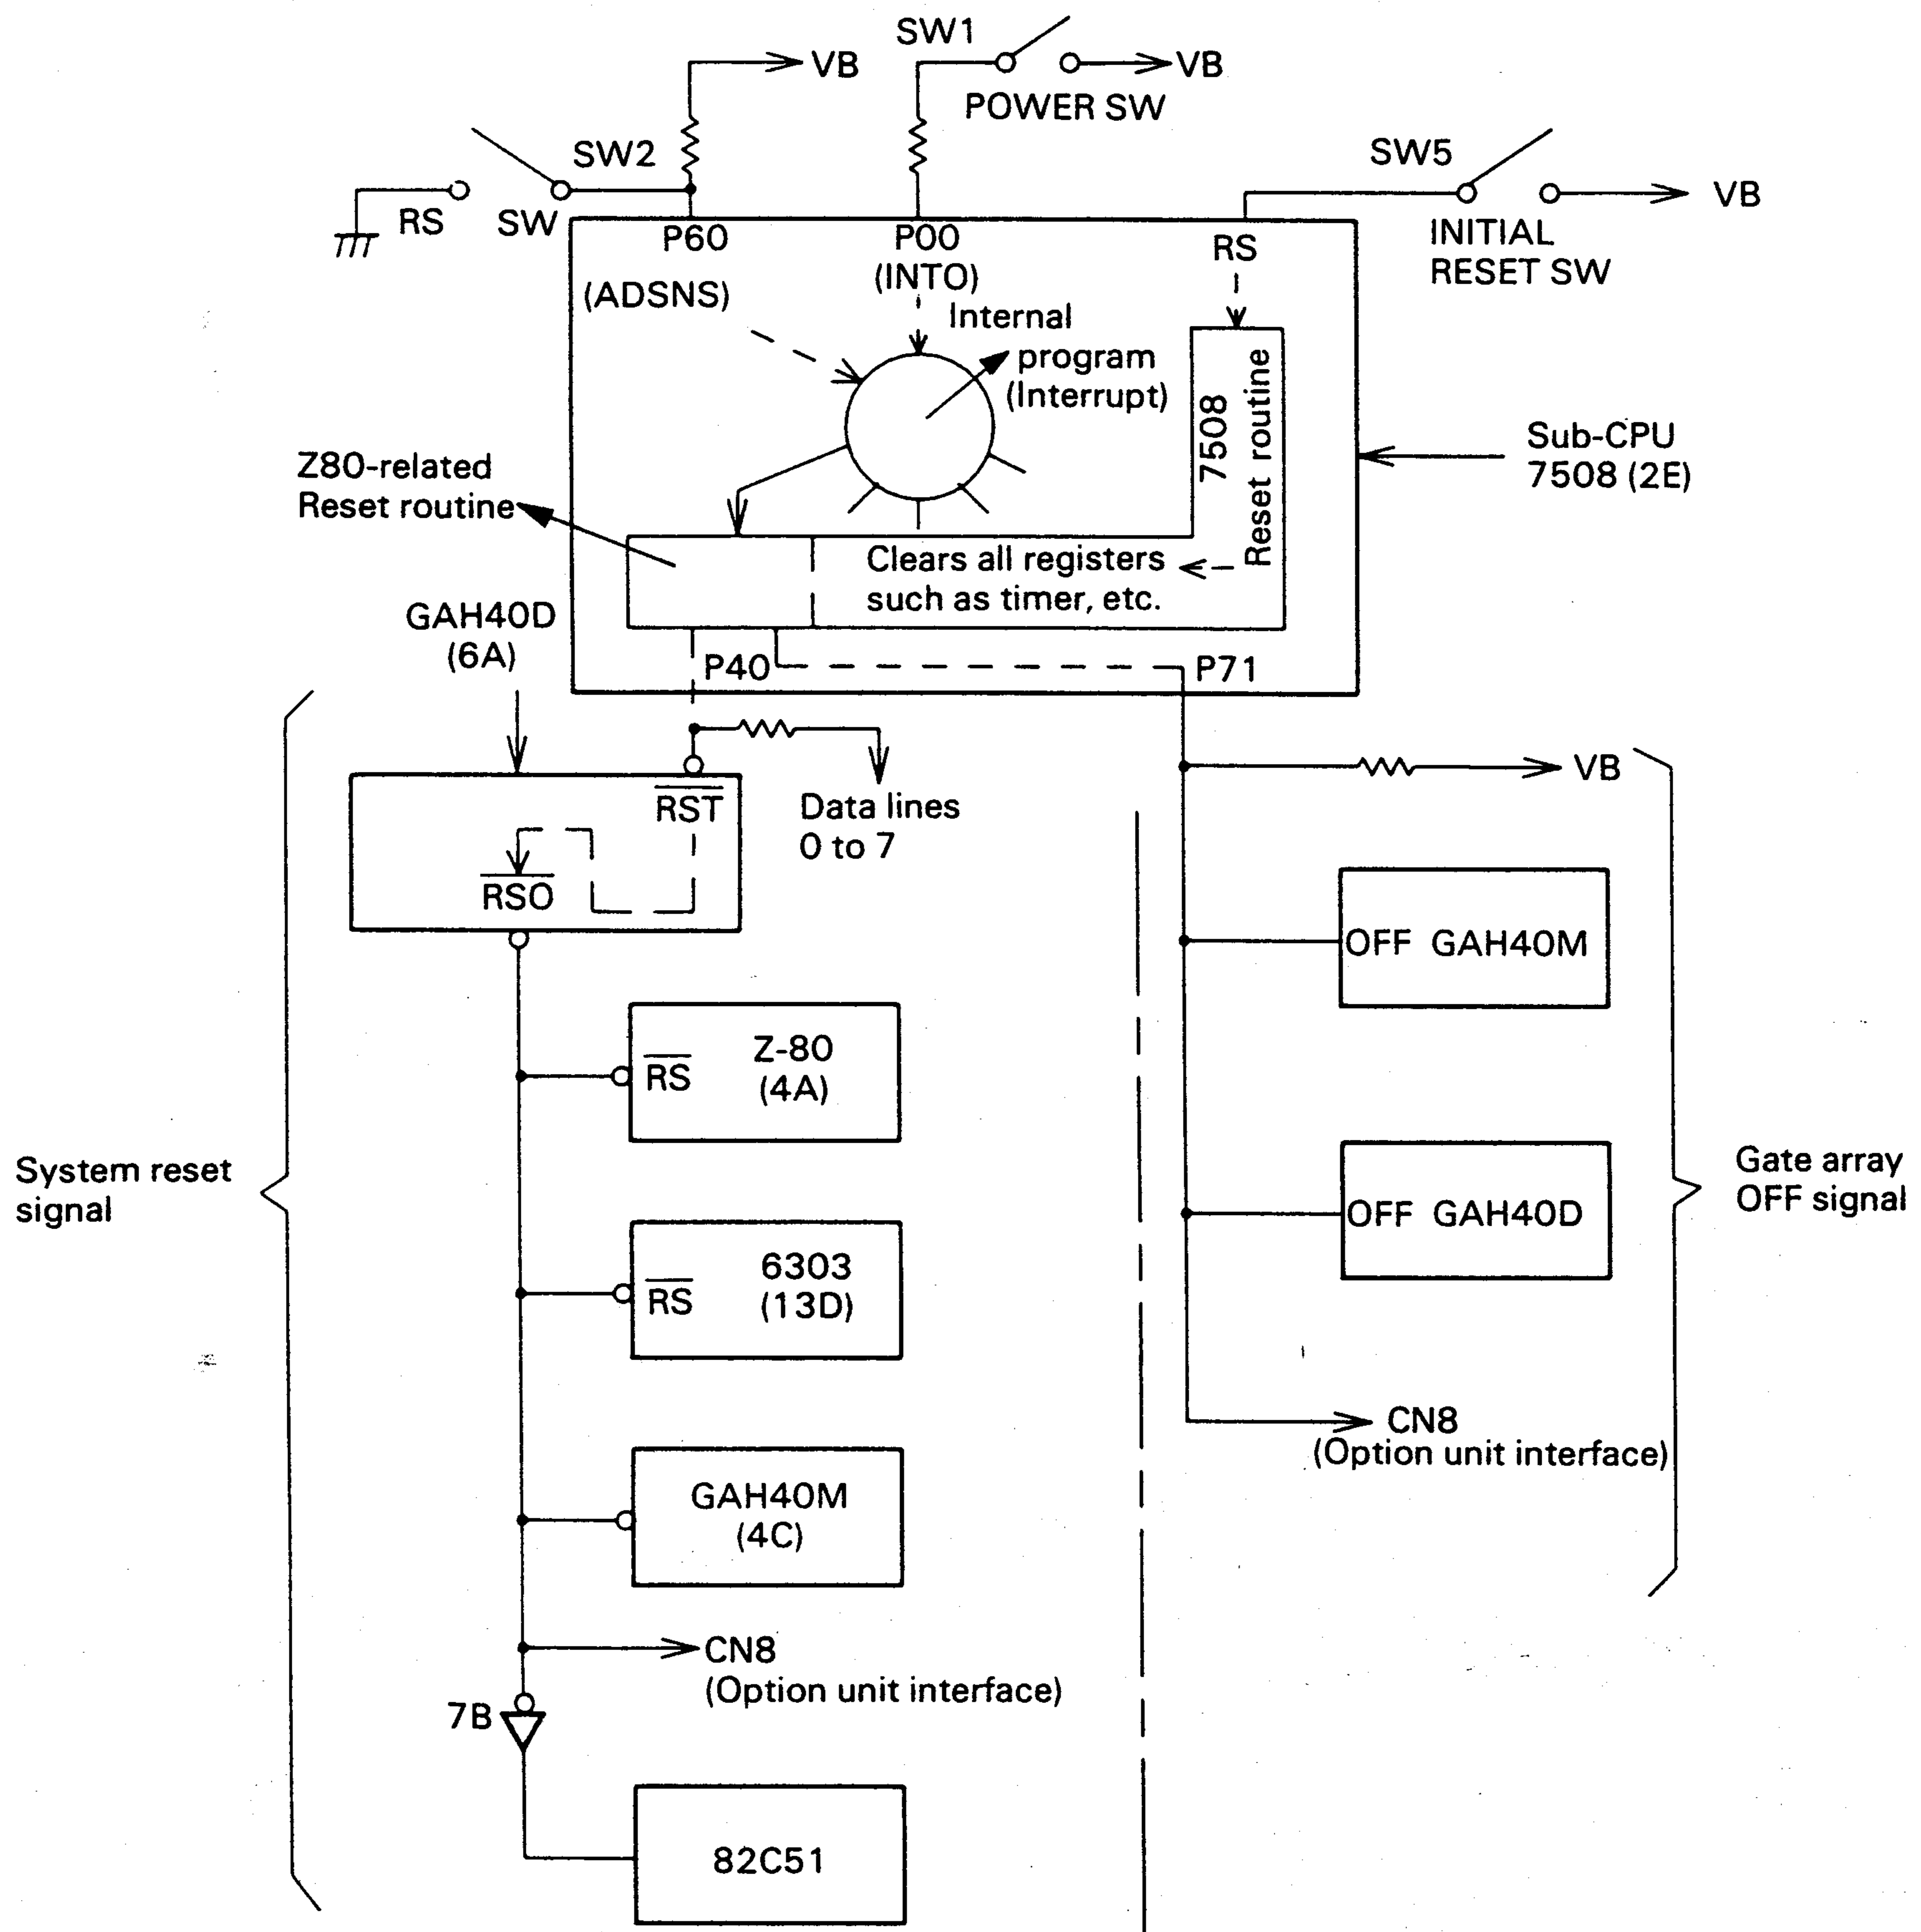 SW1
VB
VB
POWER SW
SW2
SW5
RS
SW
VB
P60
P00
RS
INITIAL
RESET SW
(ADSNS)
(INTO)
Internal
program
(Interrupt)
7508
Reset routine
Sub-CPU
7508 (2E)
Z80-related
Reset routine
Clears all registers
such as timer, etc.
GAH40D
(6A)
P40
P71
VB
RST
Data lines
0 to 7
RSO
OFF GAH40M
Z-80
RS
(4A)
System reset
signal
OFF GAH40D
Gate array
OFF signal
6303
RS
(13D)
CN8
(Option unit interface)
GAH40M
(4C)
CN8
(Option unit interface)
7B
82C51